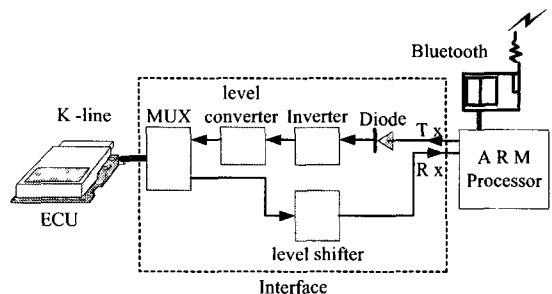 Bluetooth
K -line
MUX
level
converter
Inverter
Diode
T x
R x
A R M
Processor
ECU
level shifter
Interface